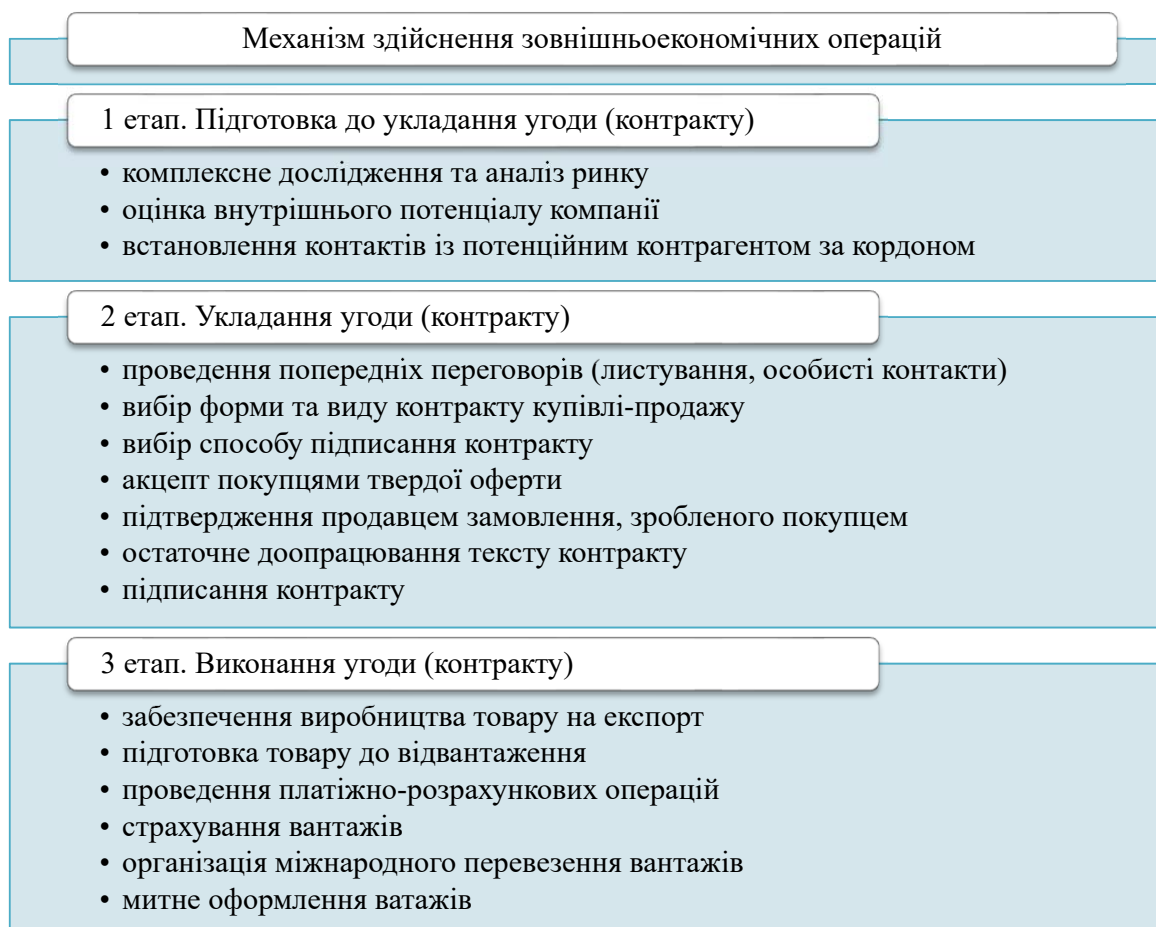 Механізм здійснення зовнішньоекономічних операцій
1 етап. Підготовка до укладання угоди (контракту)
• комплексне дослідження та аналіз ринку
• оцінка внутрішнього потенціалу компанії
• встановлення контактів із потенційним контрагентом за кордоном
2 етап. Укладання угоди (контракту)
• проведення попередніх переговорів (листування, особисті контакти)
• вибір форми та виду контракту купівлі-продажу
• вибір способу підписання контракту
• акцепт покупцями твердої оферти
• підтвердження продавцем замовлення, зробленого покупцем
• остаточне доопрацювання тексту контракту
• підписання контракту
3 етап. Виконання угоди (контракту)
• забезпечення виробництва товару на експорт
• підготовка товару до відвантаження
• проведення платіжно-розрахункових операцій
• страхування вантажів
• організація міжнародного перевезення вантажів
• митне оформлення ватажів